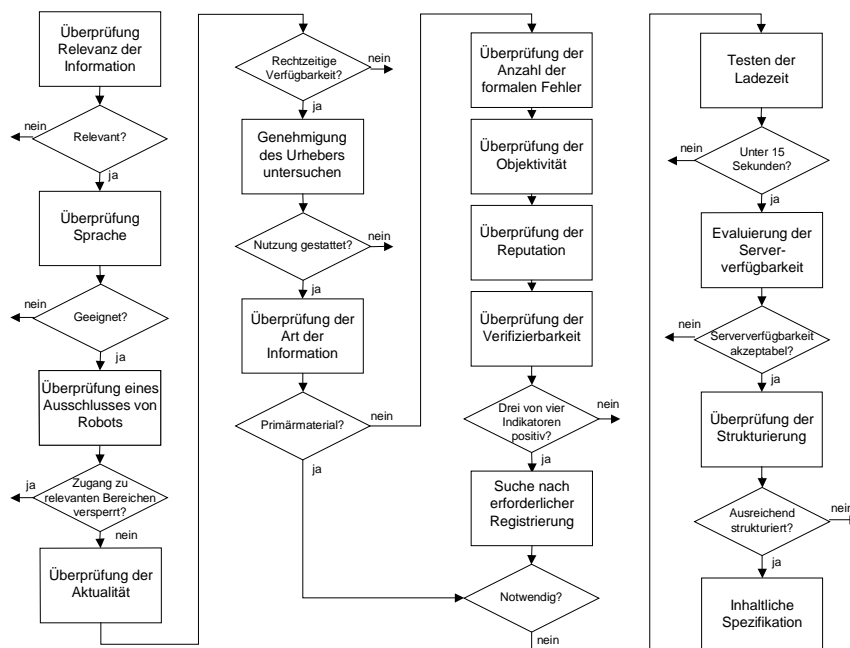 Überprüfung
Relevanz der
Information
nein
Relevant?
ja
Überprüfung
Sprache
nein
Geeignet?
ja
Überprüfung eines
Ausschlusses von
Robots
ja
Zugang zu
relevanten Bereichen
versperrt?
nein
Überprüfung der
Aktualität
Rechtzeitige
Verfügbarkeit?
nein
ja
Genehmigung
des Urhebers
untersuchen
Nutzung gestattet?
nein
ja
Überprüfung der
Art der
Information
Primärmaterial?
nein
ja
Überprüfung der
Anzahl der
formalen Fehler
Überprüfung der
Objektivität
Überprüfung der
Reputation
Überprüfung der
Verifizierbarkeit
Drei von vier
Indikatoren
positiv?
nein
ja
Suche nach
erforderlicher
Registrierung
Notwendig?
nein
Testen der
Ladezeit
nein
Unter 15
Sekunden?
ja
Evaluierung der
Server-
verfügbarkeit
nein
Serververfügbarkeit
akzeptabel?
ja
Überprüfung der
Strukturierung
Ausreichend
strukturiert?
nein
ja
Inhaltliche
Spezifikation